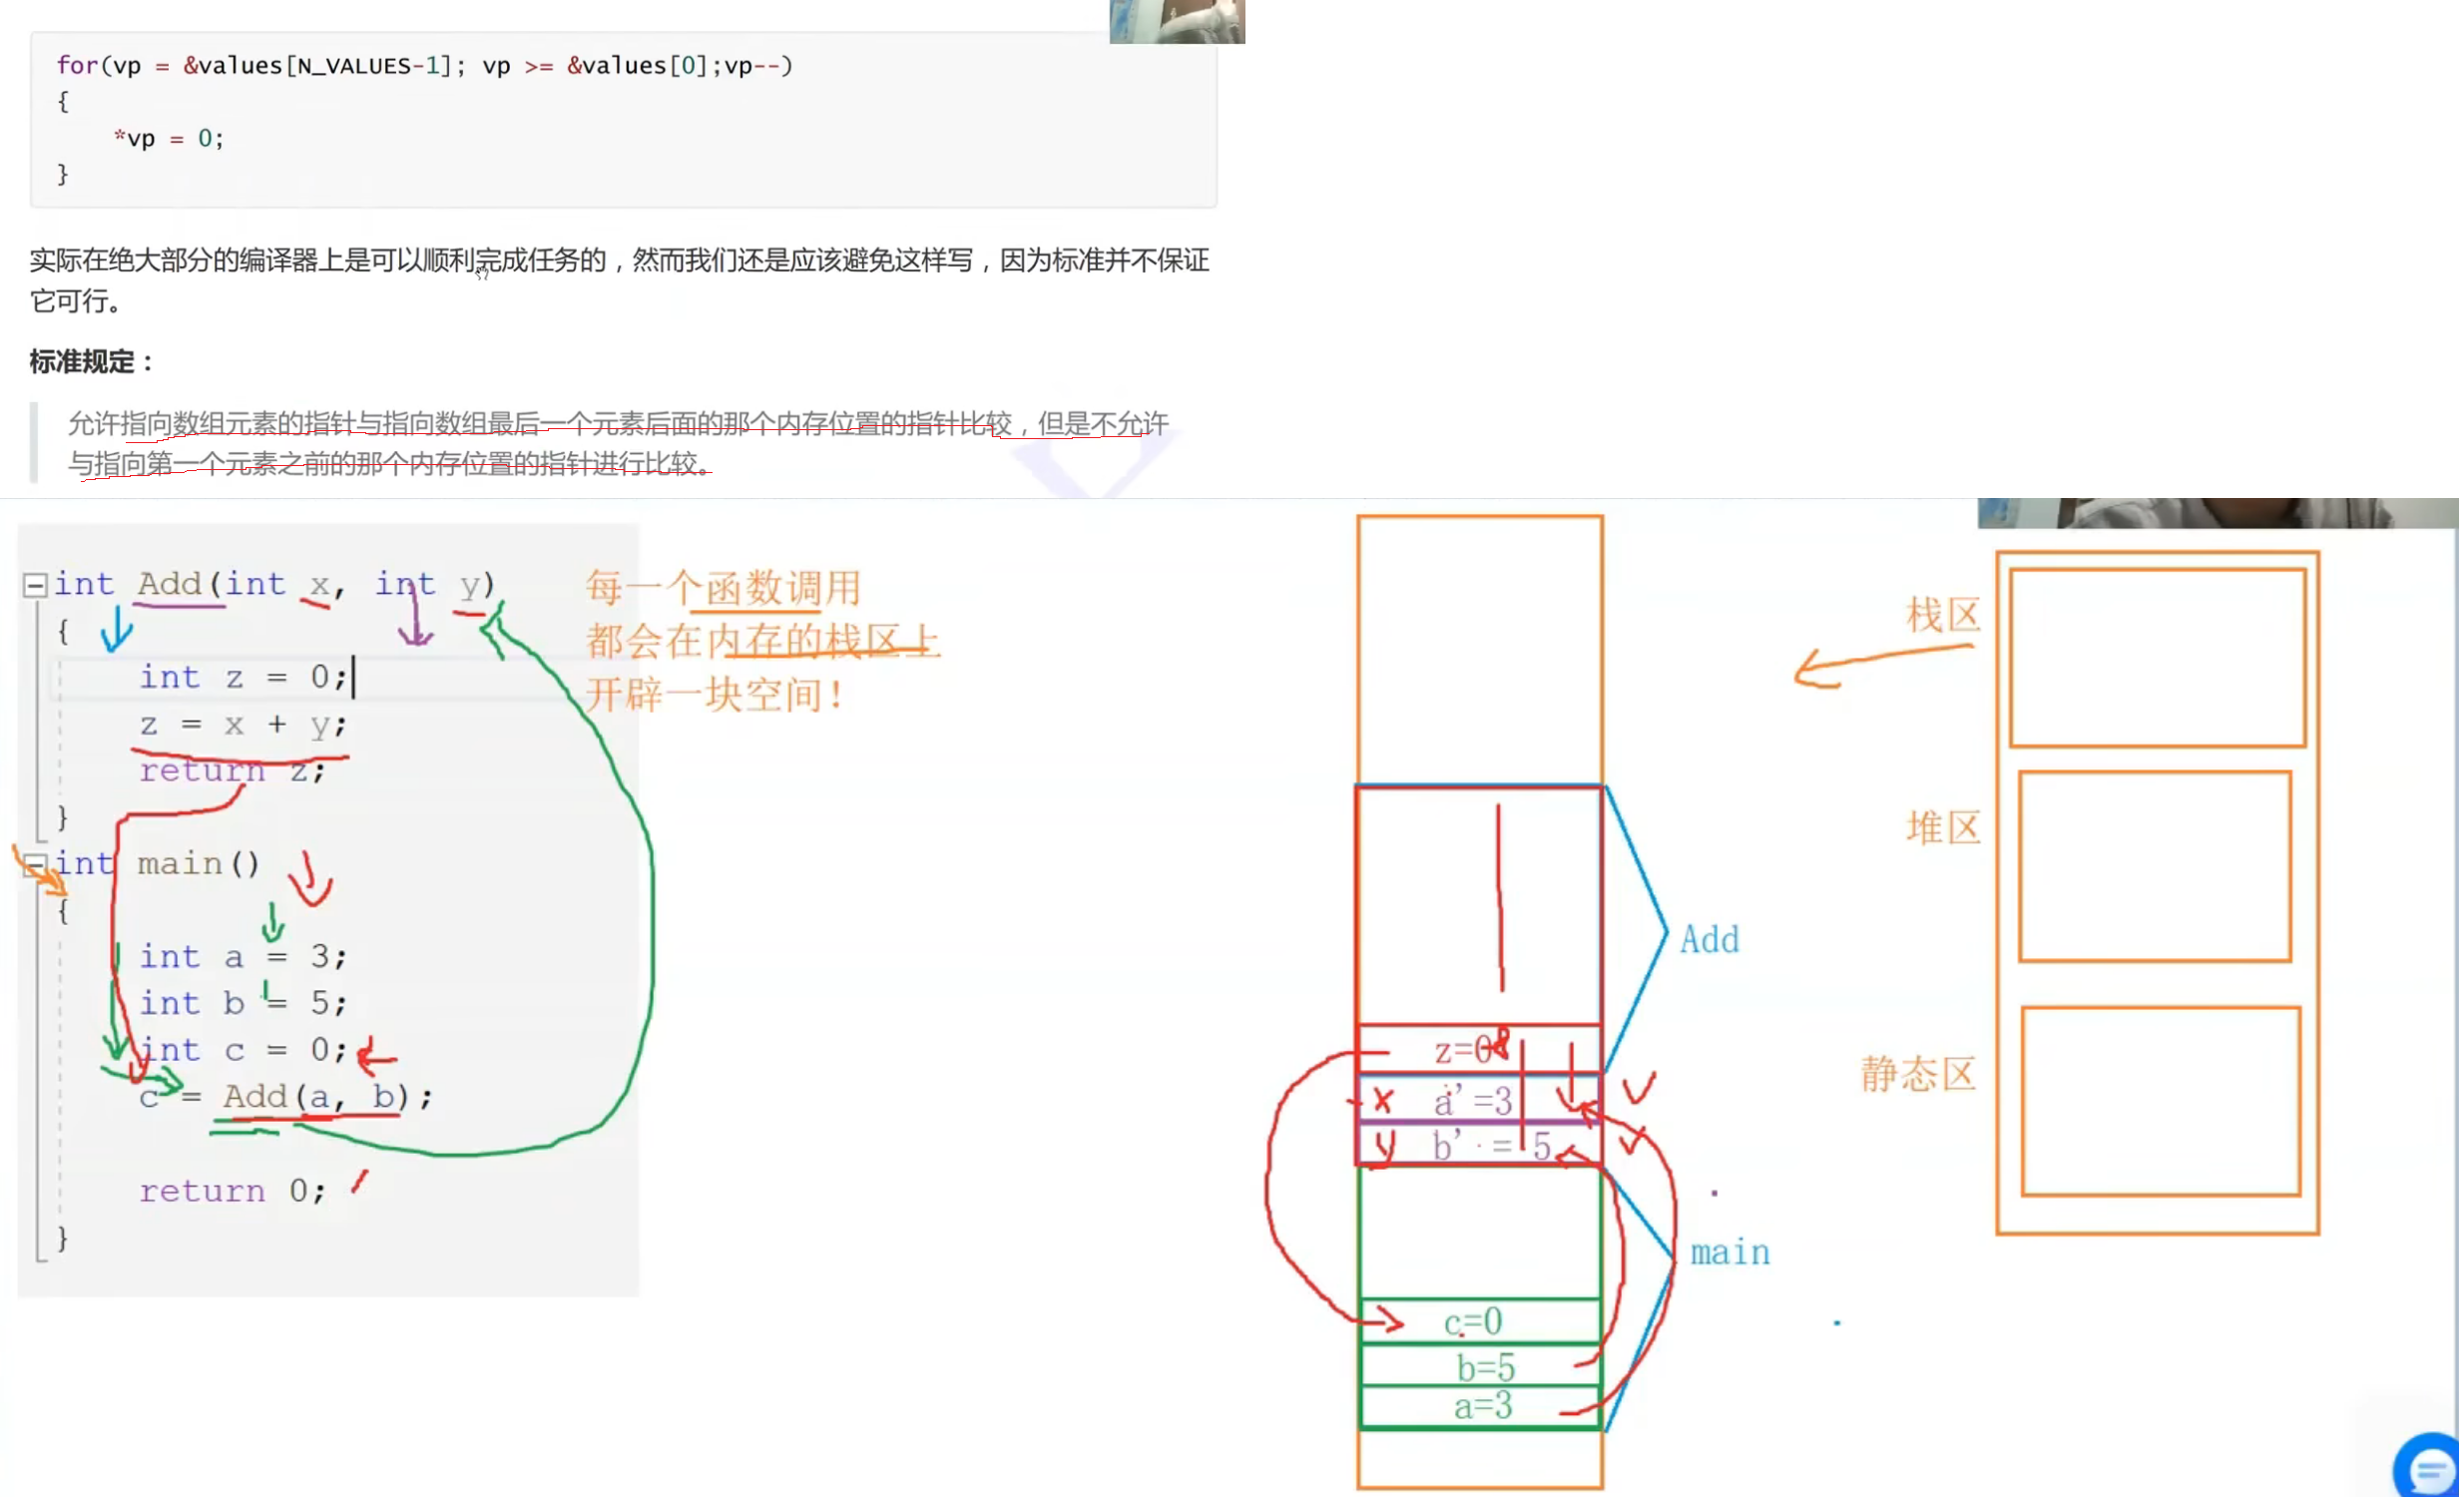 for(vp = &values[N_VALUES-1]; vp >= &values[0];vp--)
{
*vp = 0;
}
实际在绝大部分的编译器上是可以顺利完成任务的，然而我们还是应该避免这样写，因为标准并不保证
它可行。
标准规定：
允许指向数组元素的指针与指向数组最后一个元素后面的那个内存位置的指针比较，但是不允许
与指向第一个元素之前的那个内存位置的指针进行比较。
int Add(int x, int y)
{
int z = 0;
z = x + y;
return z;
}
int main()
{
int a = 3;
int b = 5;
int c = 0;
c = Add(a, b);
return 0;
}
每一个函数调用
都会在内存的栈区上
开辟一块空间！
Add
z=0 8
x a'=3
y b'=5
main
c=0
b=5
a=3
栈区
堆区
静态区